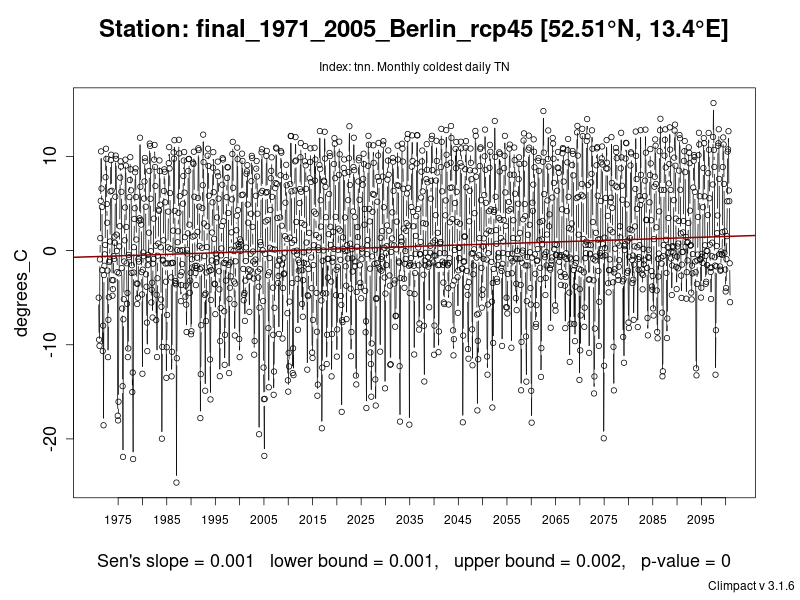 Station: final_1971_2005_Berlin_rcp45 [52.51°N, 13.4°E]
Index: tnn. Monthly coldest daily TN
degrees_C
10
0
-10
-20
1975 1985 1995 2005 2015 2025 2035 2045 2055 2065 2075 2085 2095
Sen's slope = 0.001 lower bound = 0.001, upper bound = 0.002, p-value = 0
Climpact v 3.1.6